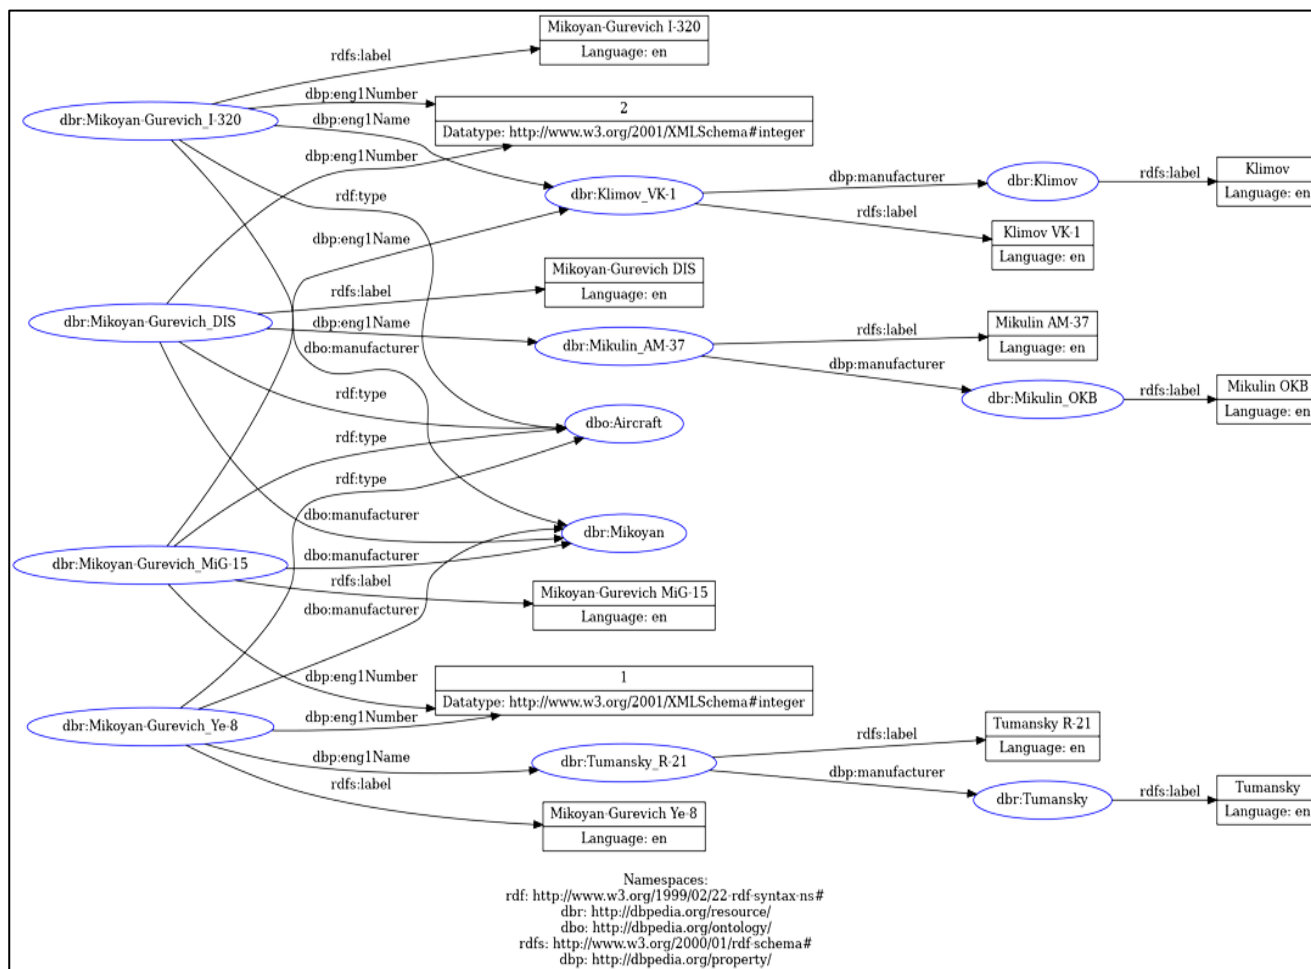 Mikoyan-Gurevich I-320
Language: en
rdfs:label
dbp:eng1Number
2
dbr:Mikoyan-Gurevich_I-320
dbp:eng1Name
Datatype: http://www.w3.org/2001/XMLSchema#integer
dbp:eng1Number
rdf:type
dbr:Klimov_VK-1
dbp:manufacturer
dbr:Klimov
rdfs:label
Klimov
Language: en
rdfs:label
Klimov VK-1
Language: en
dbp:eng1Name
Mikoyan-Gurevich DIS
Language: en
rdfs:label
dbr:Mikoyan-Gurevich_DIS
dbp:eng1Name
dbo:manufacturer
dbr:Mikulin_AM-37
rdfs:label
Mikulin AM-37
Language: en
dbp:manufacturer
dbr:Mikulin_OKB
rdfs:label
Mikulin OKB
Language: en
rdf:type
dbo:Aircraft
rdf:type
rdf:type
dbo:manufacturer
dbr:Mikoyan
dbo:manufacturer
dbr:Mikoyan-Gurevich_MiG-15
rdfs:label
Mikoyan-Gurevich MiG-15
Language: en
dbo:manufacturer
dbp:eng1Number
1
Datatype: http://www.w3.org/2001/XMLSchema#integer
dbp:eng1Number
dbr:Mikoyan-Gurevich_Ye-8
dbp:eng1Name
dbr:Tumansky_R-21
rdfs:label
Tumansky R-21
Language: en
dbp:manufacturer
dbr:Tumansky
rdfs:label
Tumansky
Language: en
rdfs:label
Mikoyan-Gurevich Ye-8
Language: en
Namespaces:
rdf: http://www.w3.org/1999/02/22-rdf-syntax-ns#
dbr: http://dbpedia.org/resource/
dbo: http://dbpedia.org/ontology/
rdfs: http://www.w3.org/2000/01/rdf-schema#
dbp: http://dbpedia.org/property/